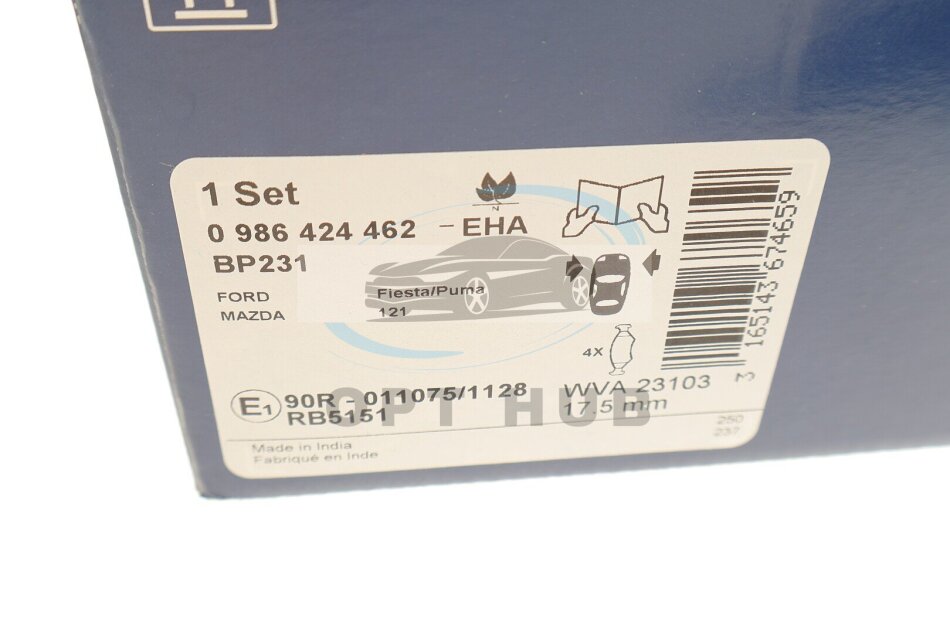 1 Set
0 986 424 462 - EHA
N
BP231
FORD Fiesta/Puma
MAZDA 121
4X
90R - 011075/1128 WVA 23103
E1
RB5151 17.5 mm
OPT HUB
250
237
Made in India
Fabriqué en Inde
3 165143 674659